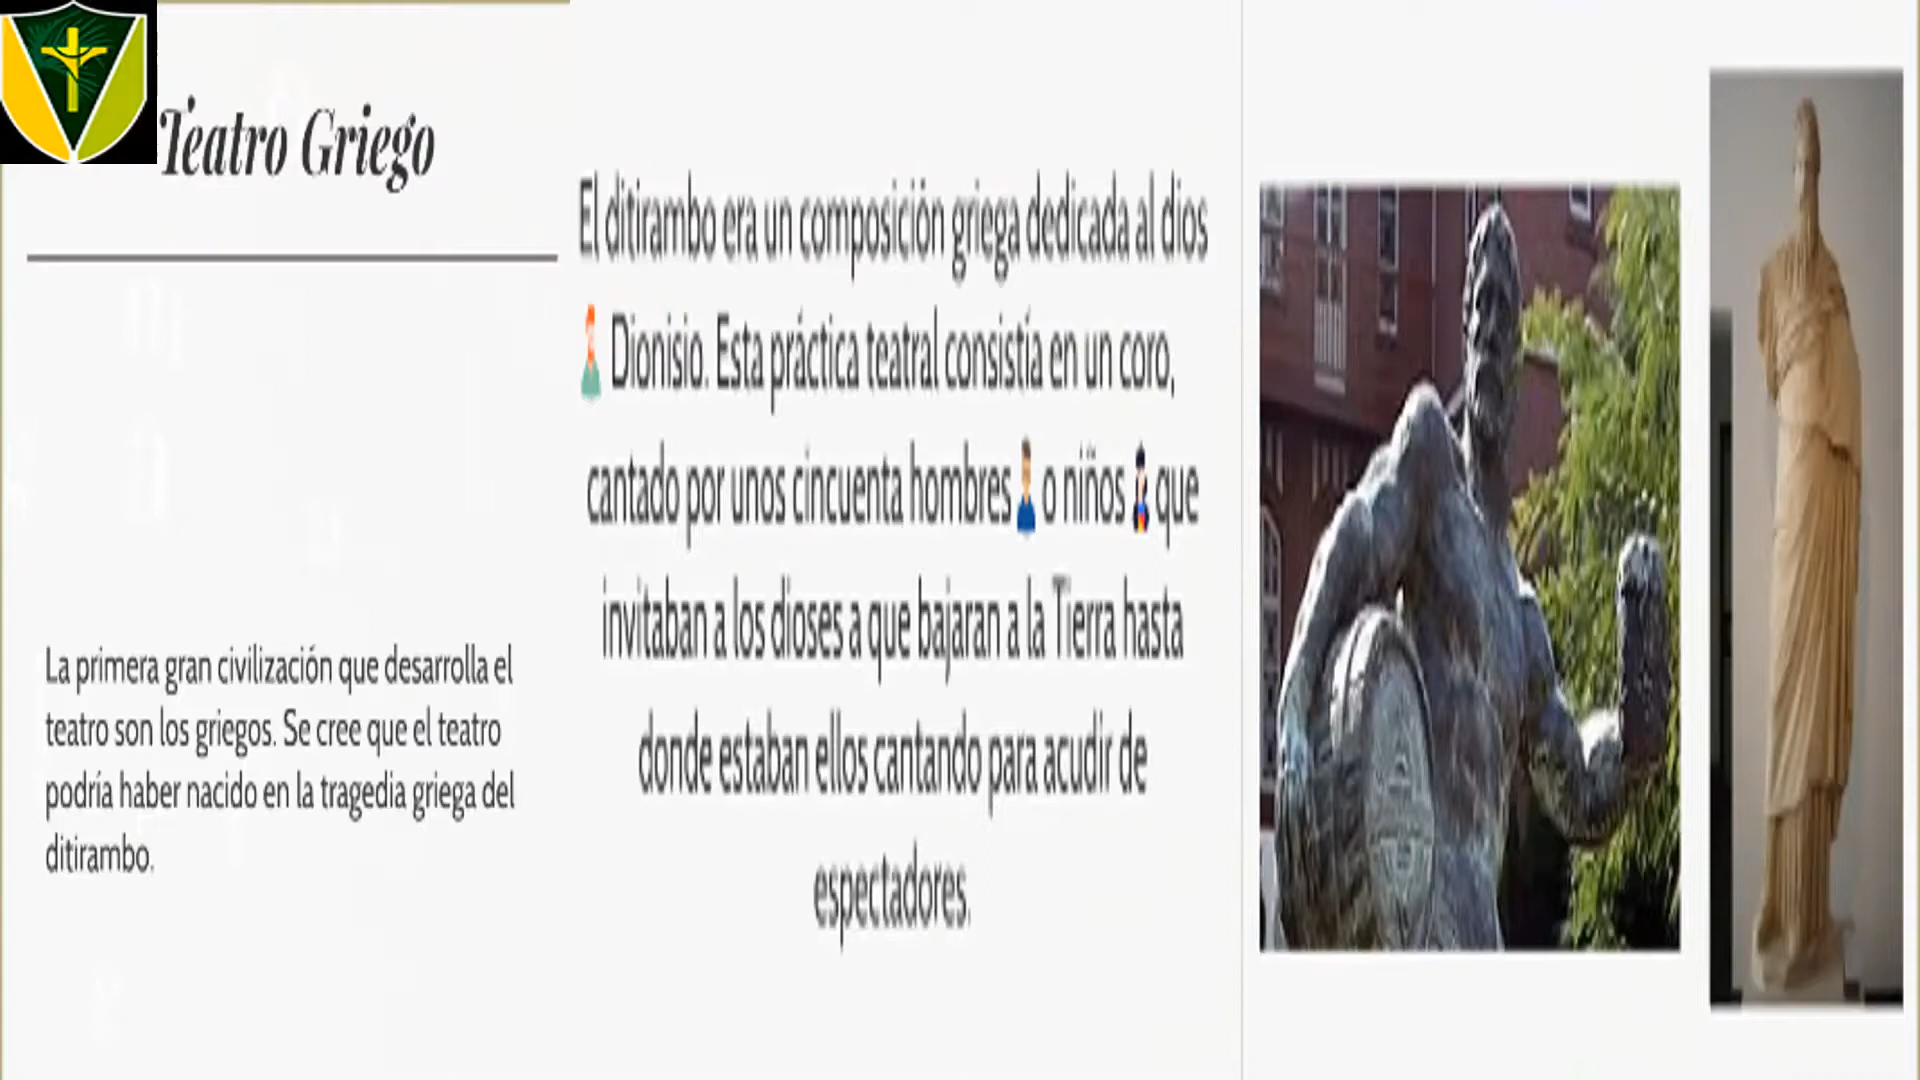 Teatro Griego
La primera gran civilización que desarrolla el
teatro son los griegos. Se cree que el teatro
podría haber nacido en la tragedia griega del
ditirambo.
El ditirambo era un composición griega dedicada al dios
Dionisio. Esta práctica teatral consistía en un coro,
cantado por unos cincuenta hombres o niños que
invitaban a los dioses a que bajaran a la Tierra hasta
donde estaban ellos cantando para acudir de
espectadores.